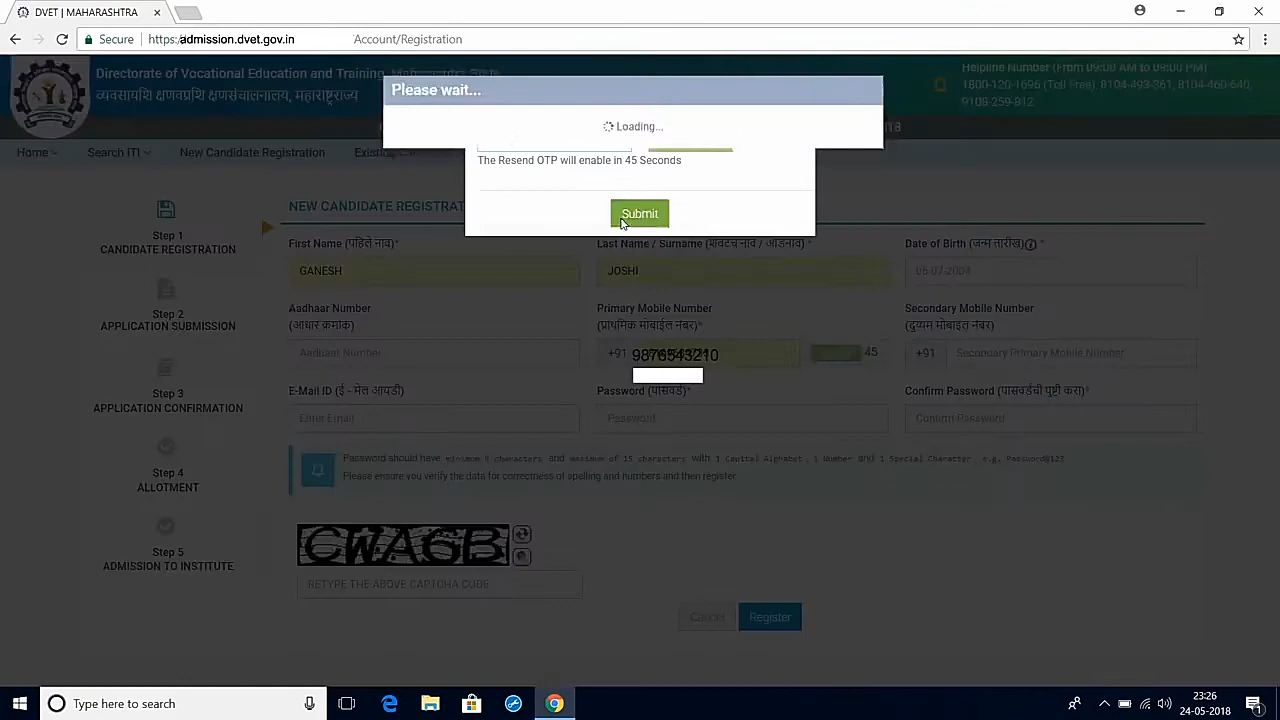 DVET | MAHARASHTRA
Secure https://admission.dvet.gov.in Account/Registration
Directorate of Vocational Education and Training,
व्यवसाय शिक्षण व प्रशिक्षण संचालनालय, महाराष्ट्र राज्य
Helpline Number (From 09:00 AM to 09:00 PM)
1800-120-1696 (Toll Free), 8104-493-361, 8104-460-640,
9108-259-812
Please wait...
Loading...
Home Search ITI New Candidate Registration
The Resend OTP will enable in 45 Seconds
Submit
Step 1
CANDIDATE REGISTRATION
Step 2
APPLICATION SUBMISSION
Step 3
APPLICATION CONFIRMATION
Step 4
ALLOTMENT
Step 5
ADMISSION TO INSTITUTE
NEW CANDIDATE REGISTRAT
First Name (पहिले नाव)*
Last Name / Surname (शेवटचे नाव / आडनाव) *
Date of Birth (जन्म तारीख) *
GANESH
JOSHI
Aadhaar Number
(आधार क्रमांक)
Primary Mobile Number
(प्राथमिक मोबाईल नंबर)*
Secondary Mobile Number
(दुय्यम मोबाईल नंबर)
Aadhaar Number
+91 9876543210 45
+91 Secondary Primary Mobile Number
E-Mail ID (ई - मेल आयडी)
Password (पासवर्ड)*
Confirm Password (पासवर्डची पुष्टी करा)*
Enter Email
Password
Confirm Password
Password should have minimum 8 characters and maximum of 15 characters with 1 Capital Alphabet, 1 Number and 1 Special Character, e.g. Password@123
Please ensure you verify the data for correctness of spelling and numbers and then register
CWAGB
RETYPE THE ABOVE CAPTCHA CODE
Cancel Register
Type here to search
23:26
24-05-2018